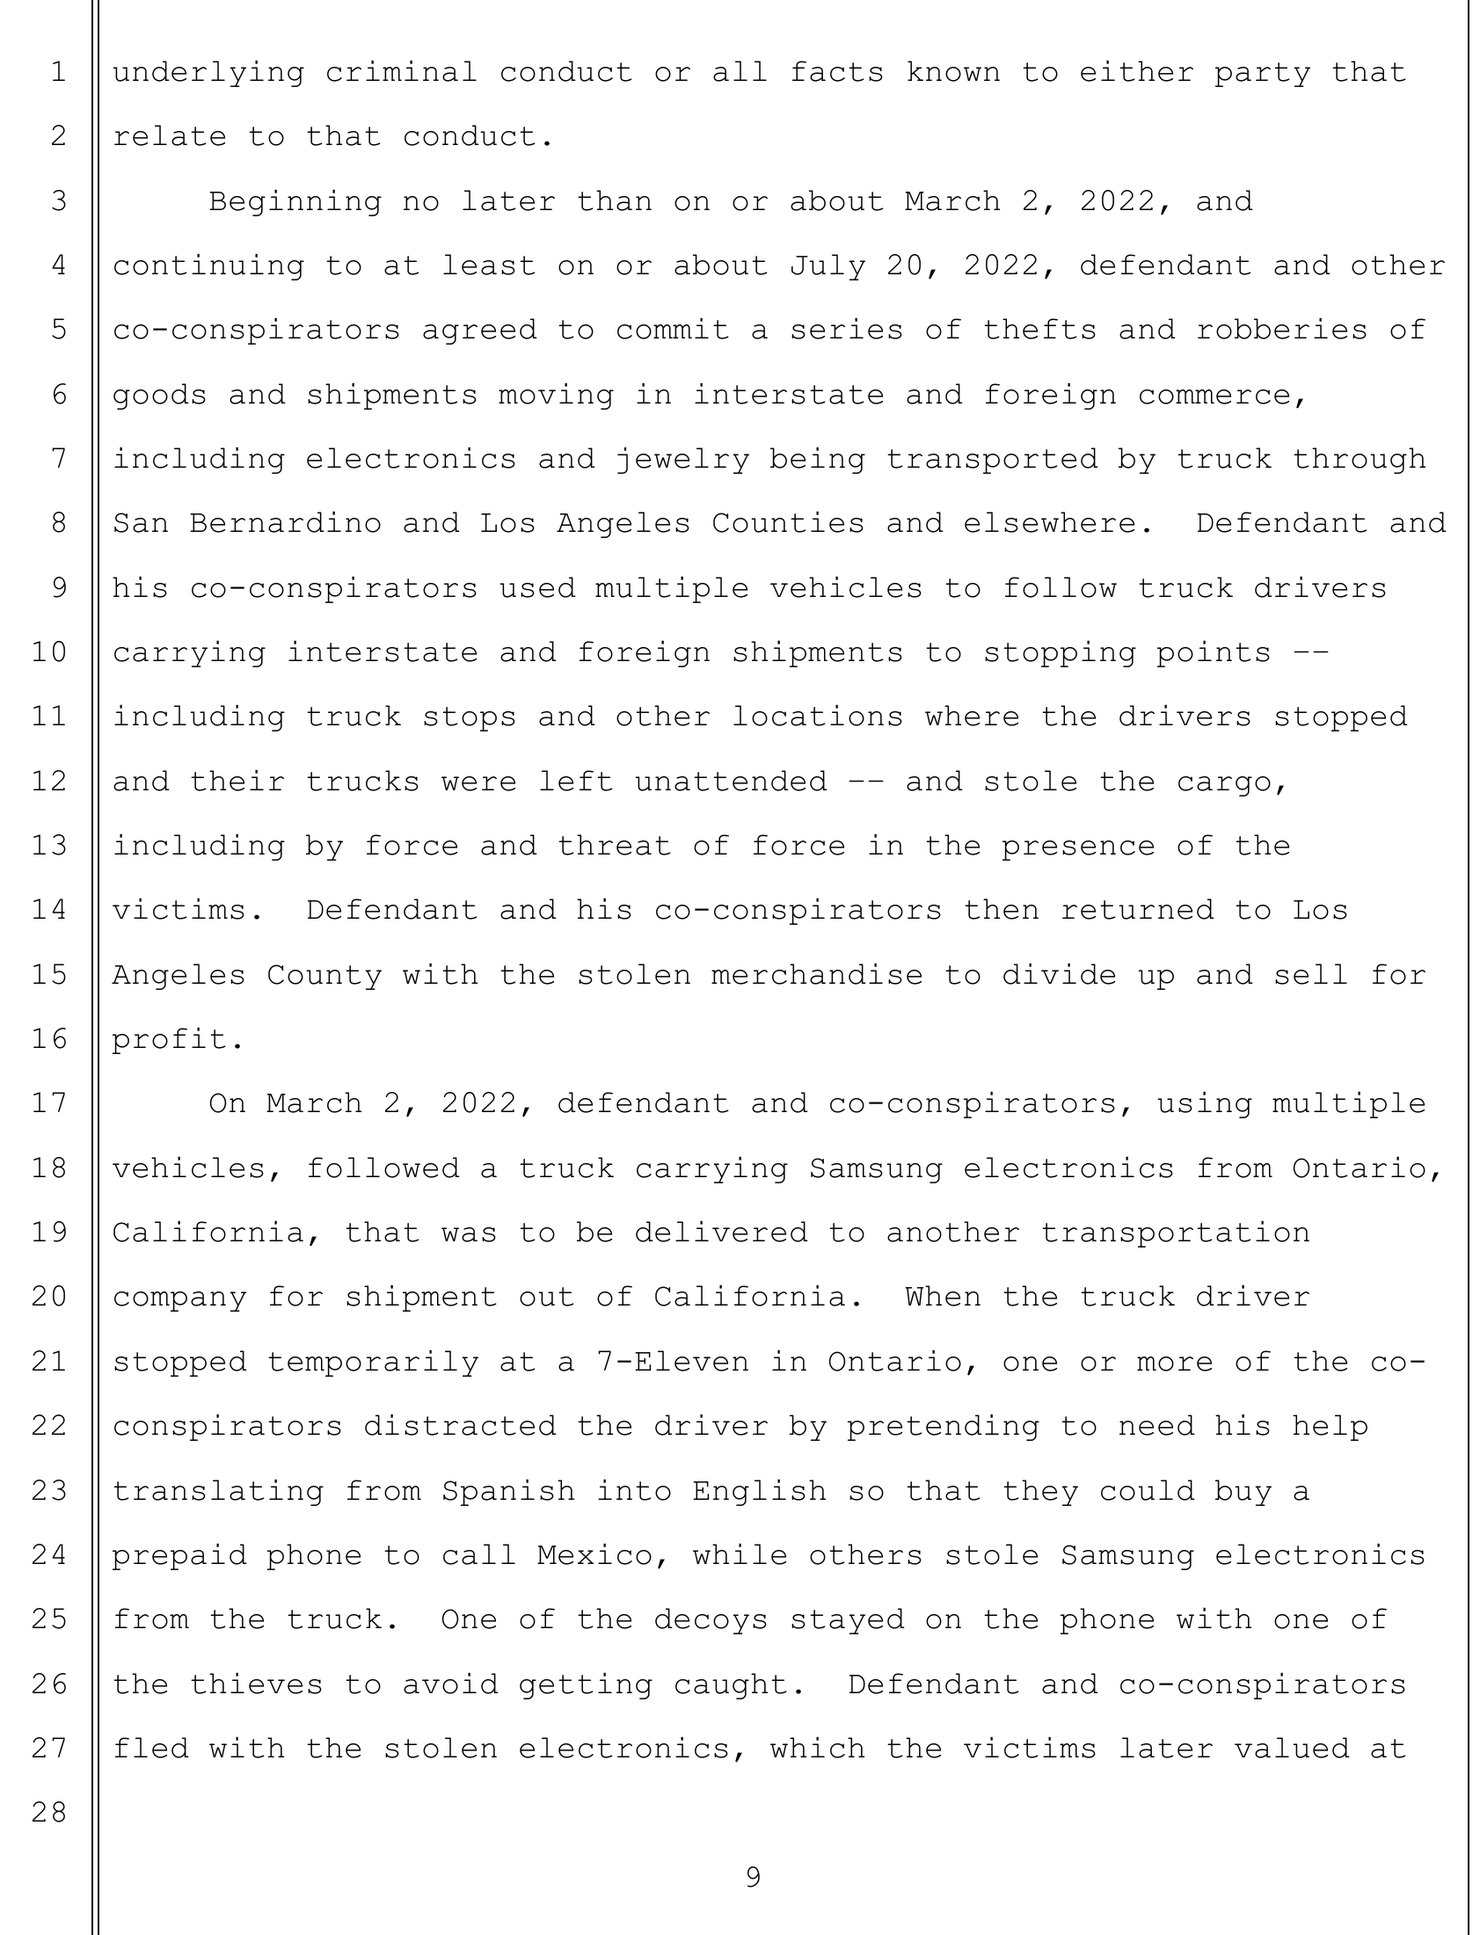 1 underlying criminal conduct or all facts known to either party that
2 relate to that conduct.
3 Beginning no later than on or about March 2, 2022, and
4 continuing to at least on or about July 20, 2022, defendant and other
5 co-conspirators agreed to commit a series of thefts and robberies of
6 goods and shipments moving in interstate and foreign commerce,
7 including electronics and jewelry being transported by truck through
8 San Bernardino and Los Angeles Counties and elsewhere.  Defendant and
9 his co-conspirators used multiple vehicles to follow truck drivers
10 carrying interstate and foreign shipments to stopping points --
11 including truck stops and other locations where the drivers stopped
12 and their trucks were left unattended -- and stole the cargo,
13 including by force and threat of force in the presence of the
14 victims.  Defendant and his co-conspirators then returned to Los
15 Angeles County with the stolen merchandise to divide up and sell for
16 profit.
17 On March 2, 2022, defendant and co-conspirators, using multiple
18 vehicles, followed a truck carrying Samsung electronics from Ontario,
19 California, that was to be delivered to another transportation
20 company for shipment out of California.  When the truck driver
21 stopped temporarily at a 7-Eleven in Ontario, one or more of the co-
22 conspirators distracted the driver by pretending to need his help
23 translating from Spanish into English so that they could buy a
24 prepaid phone to call Mexico, while others stole Samsung electronics
25 from the truck.  One of the decoys stayed on the phone with one of
26 the thieves to avoid getting caught.  Defendant and co-conspirators
27 fled with the stolen electronics, which the victims later valued at
28
9